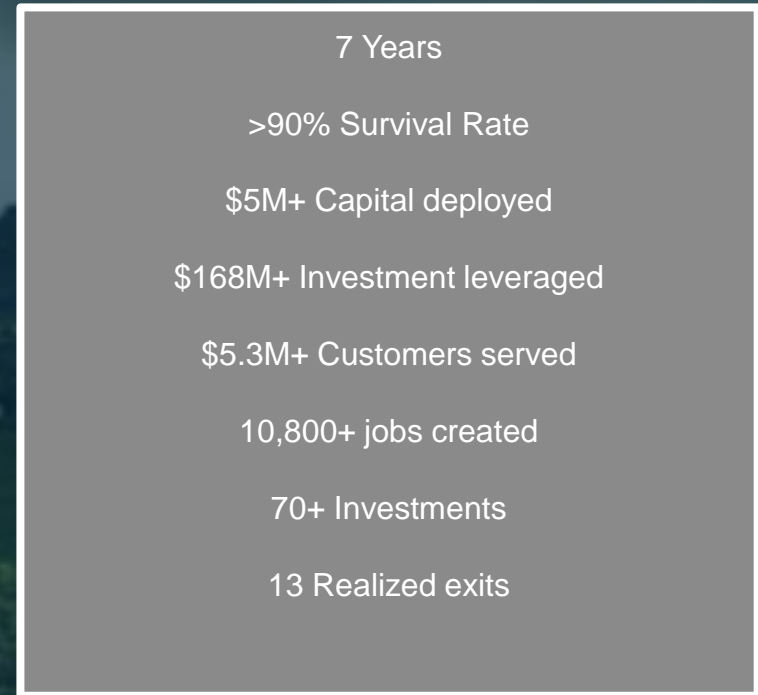 7 Years
>90% Survival Rate
$5M+ Capital deployed
$168M+ Investment leveraged
$5.3M+ Customers served
10,800+ jobs created
70+ Investments
13 Realized exits